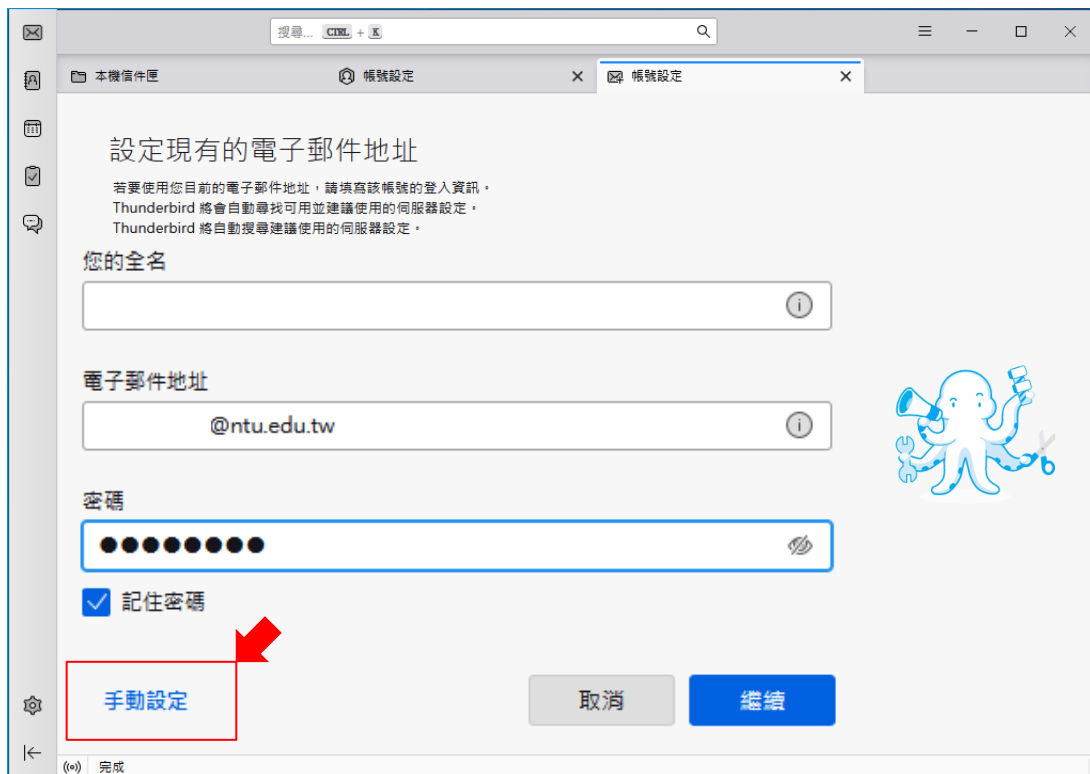 搜尋... CTRL + K
本機信件匣
帳號設定
帳號設定
設定現有的電子郵件地址
若要使用您目前的電子郵件地址，請填寫該帳號的登入資訊。
Thunderbird 將會自動尋找可用並建議使用的伺服器設定。
Thunderbird 將自動搜尋建議使用的伺服器設定。
您的全名
電子郵件地址
@ntu.edu.tw
密碼
●●●●●●●●
記住密碼
手動設定
取消
繼續
完成